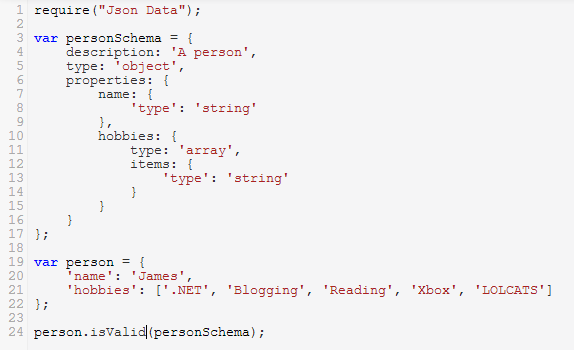 1 require("Json Data");
2
3 var personSchema = {
4     description: 'A person',
5     type: 'object',
6     properties: {
7         name: {
8             'type': 'string'
9         },
10         hobbies: {
11             type: 'array',
12             items: {
13                 'type': 'string'
14             }
15         }
16     }
17 };
18
19 var person = {
20     'name': 'James',
21     'hobbies': ['.NET', 'Blogging', 'Reading', 'Xbox', 'LOLCATS']
22 };
23
24 person.isValid(personSchema);